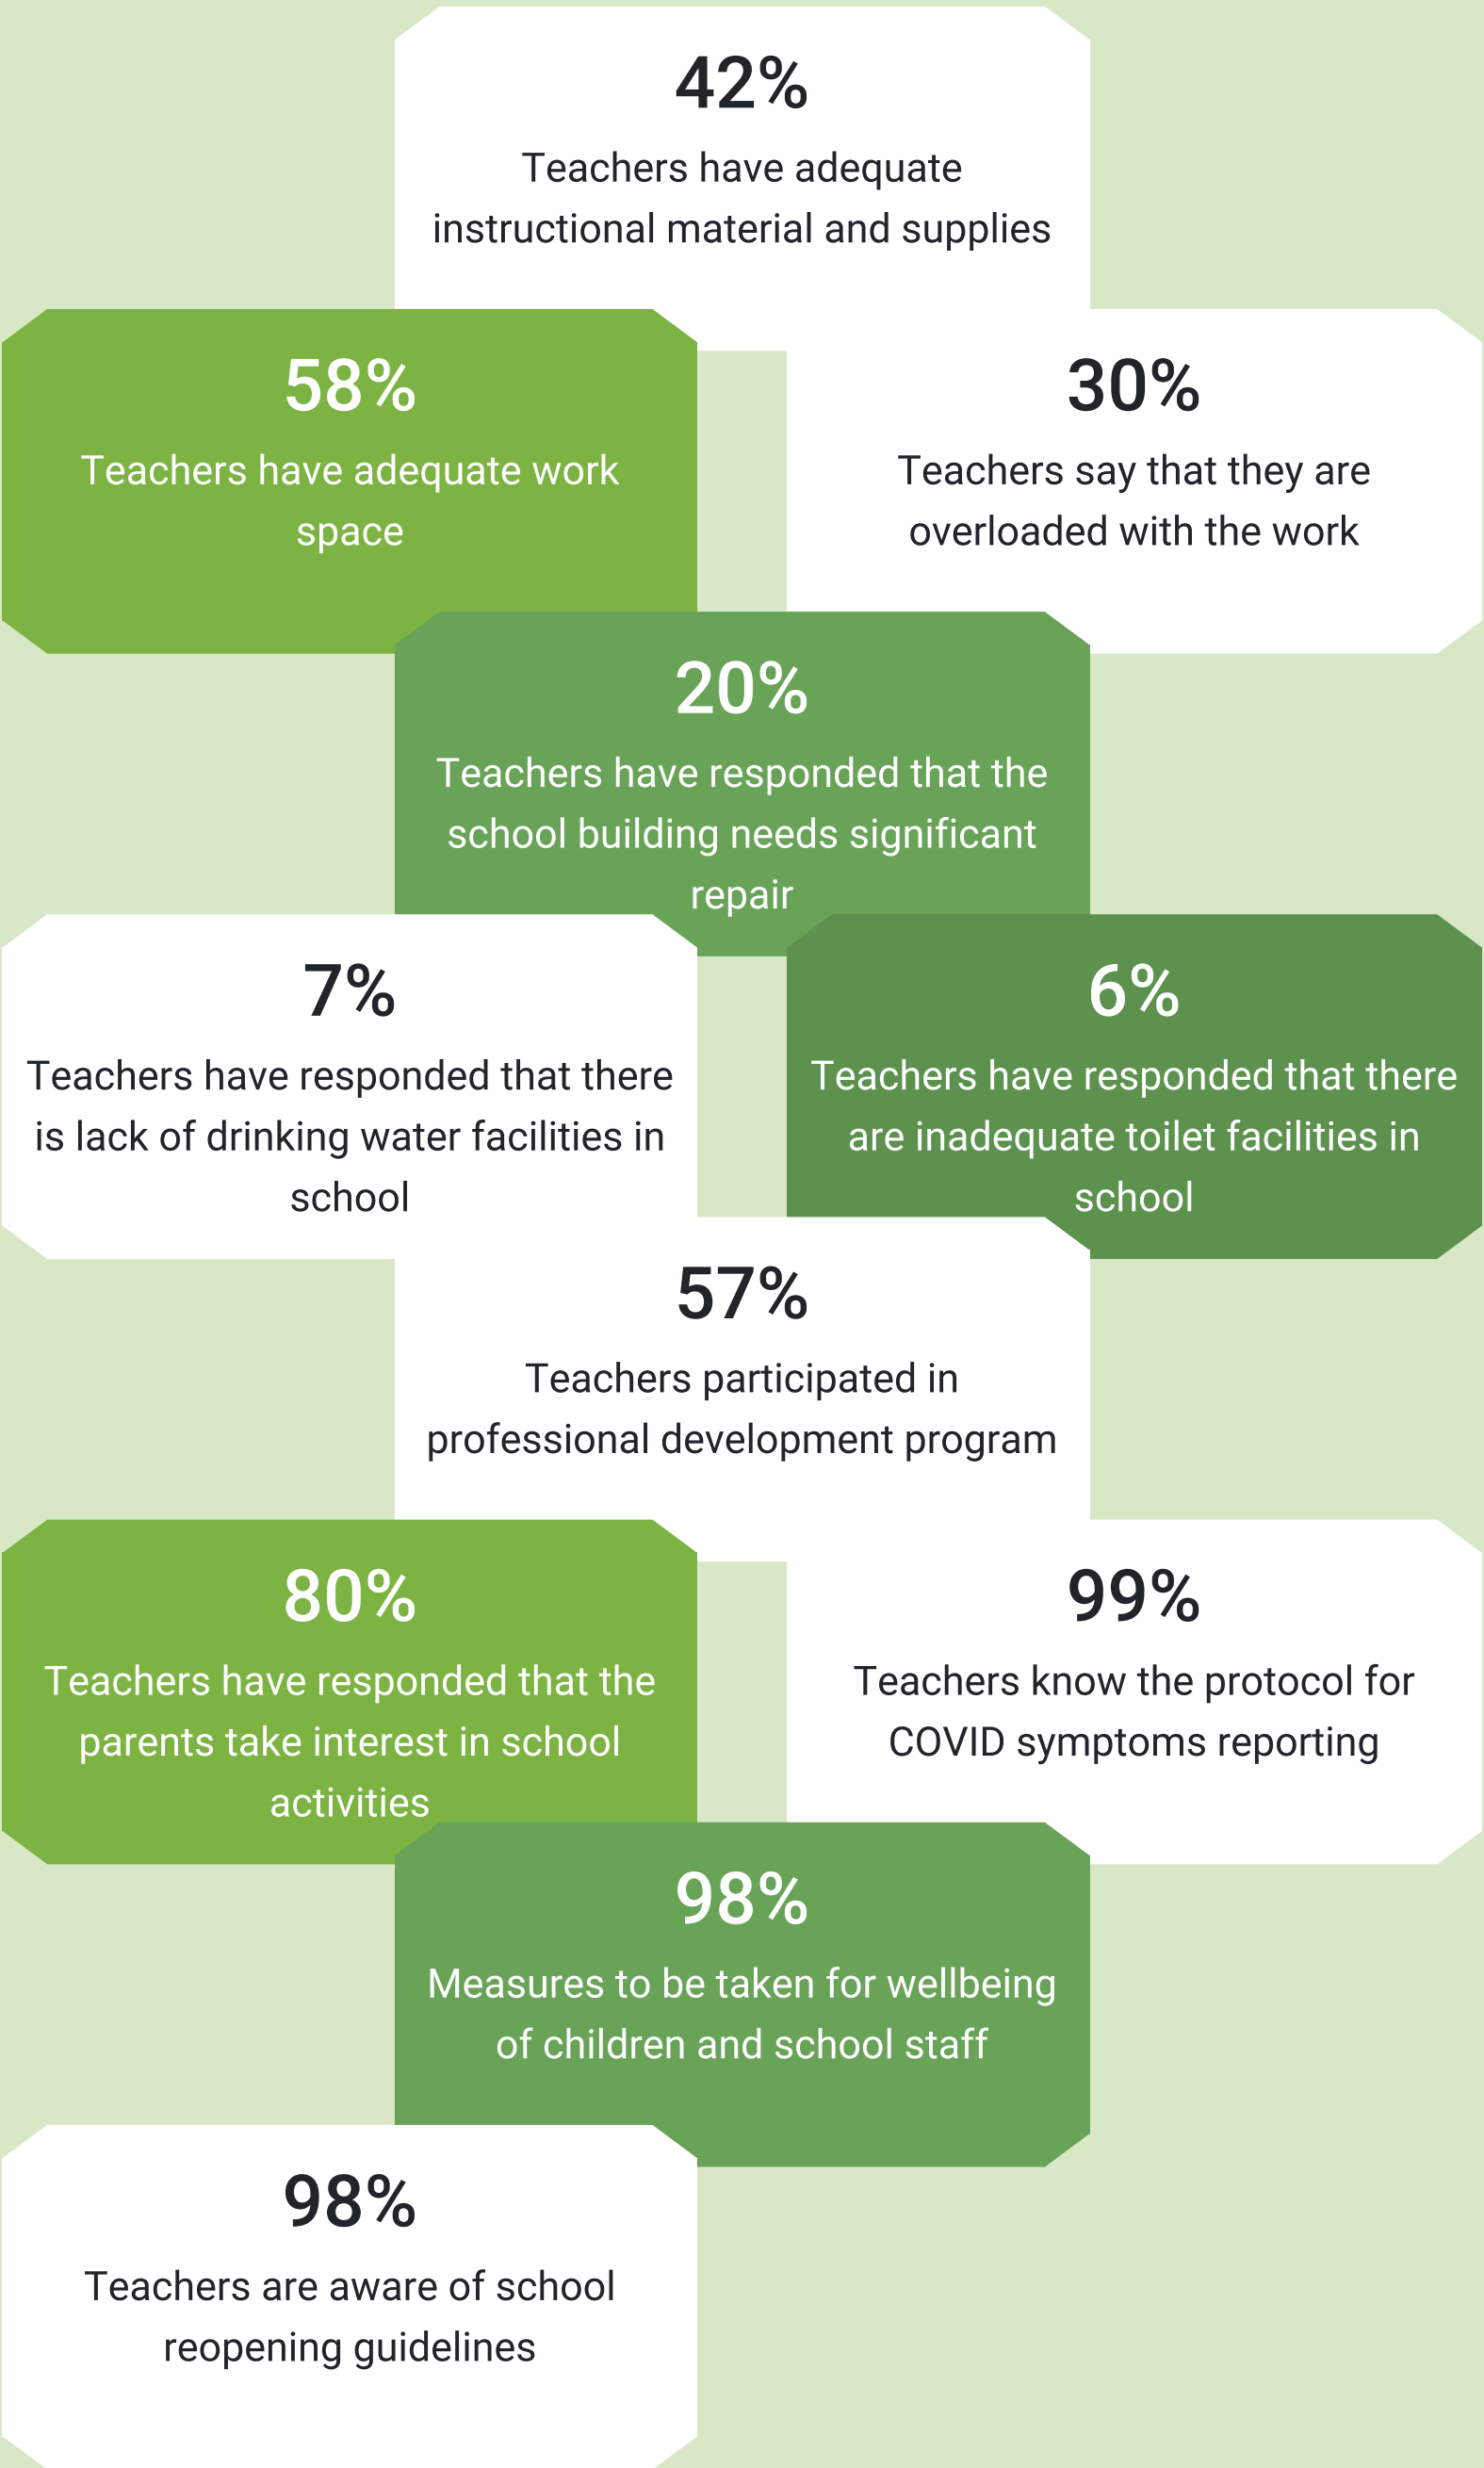 42%
Teachers have adequate
instructional material and supplies
58%
Teachers have adequate work
space
30%
Teachers say that they are
overloaded with the work
20%
Teachers have responded that the
school building needs significant
repair
7%
Teachers have responded that there
is lack of drinking water facilities in
school
6%
Teachers have responded that there
are inadequate toilet facilities in
school
57%
Teachers participated in
professional development program
80%
Teachers have responded that the
parents take interest in school
activities
99%
Teachers know the protocol for
COVID symptoms reporting
98%
Measures to be taken for wellbeing
of children and school staff
98%
Teachers are aware of school
reopening guidelines